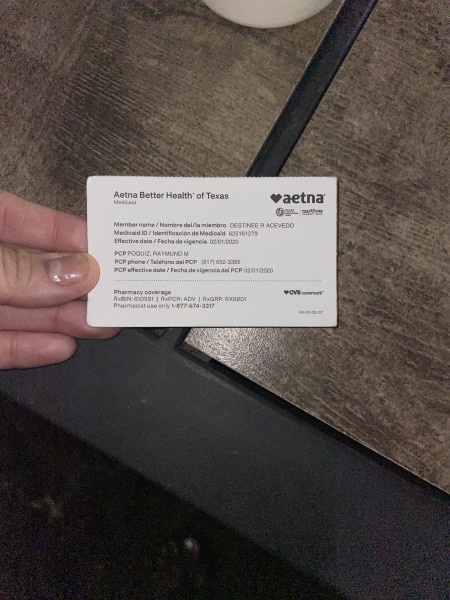 Aetna Better Health® of Texas
Medicaid
aetna®
Member name / Nombre del/la miembro DESTINEE R ACEVEDO
Medicaid ID / Identificación de Medicaid 625161279
Effective date / Fecha de vigencia 02/01/2020
PCP POQUIZ, RAYMUND M
PCP phone / Teléfono del PCP (817) 652-3395
PCP effective date / Fecha de vigencia del PCP 02/01/2020
Pharmacy coverage
RxBIN: 610591 | RxPCN: ADV | RxGRP: RX8801
Pharmacist use only 1-877-874-3317
CVS caremark